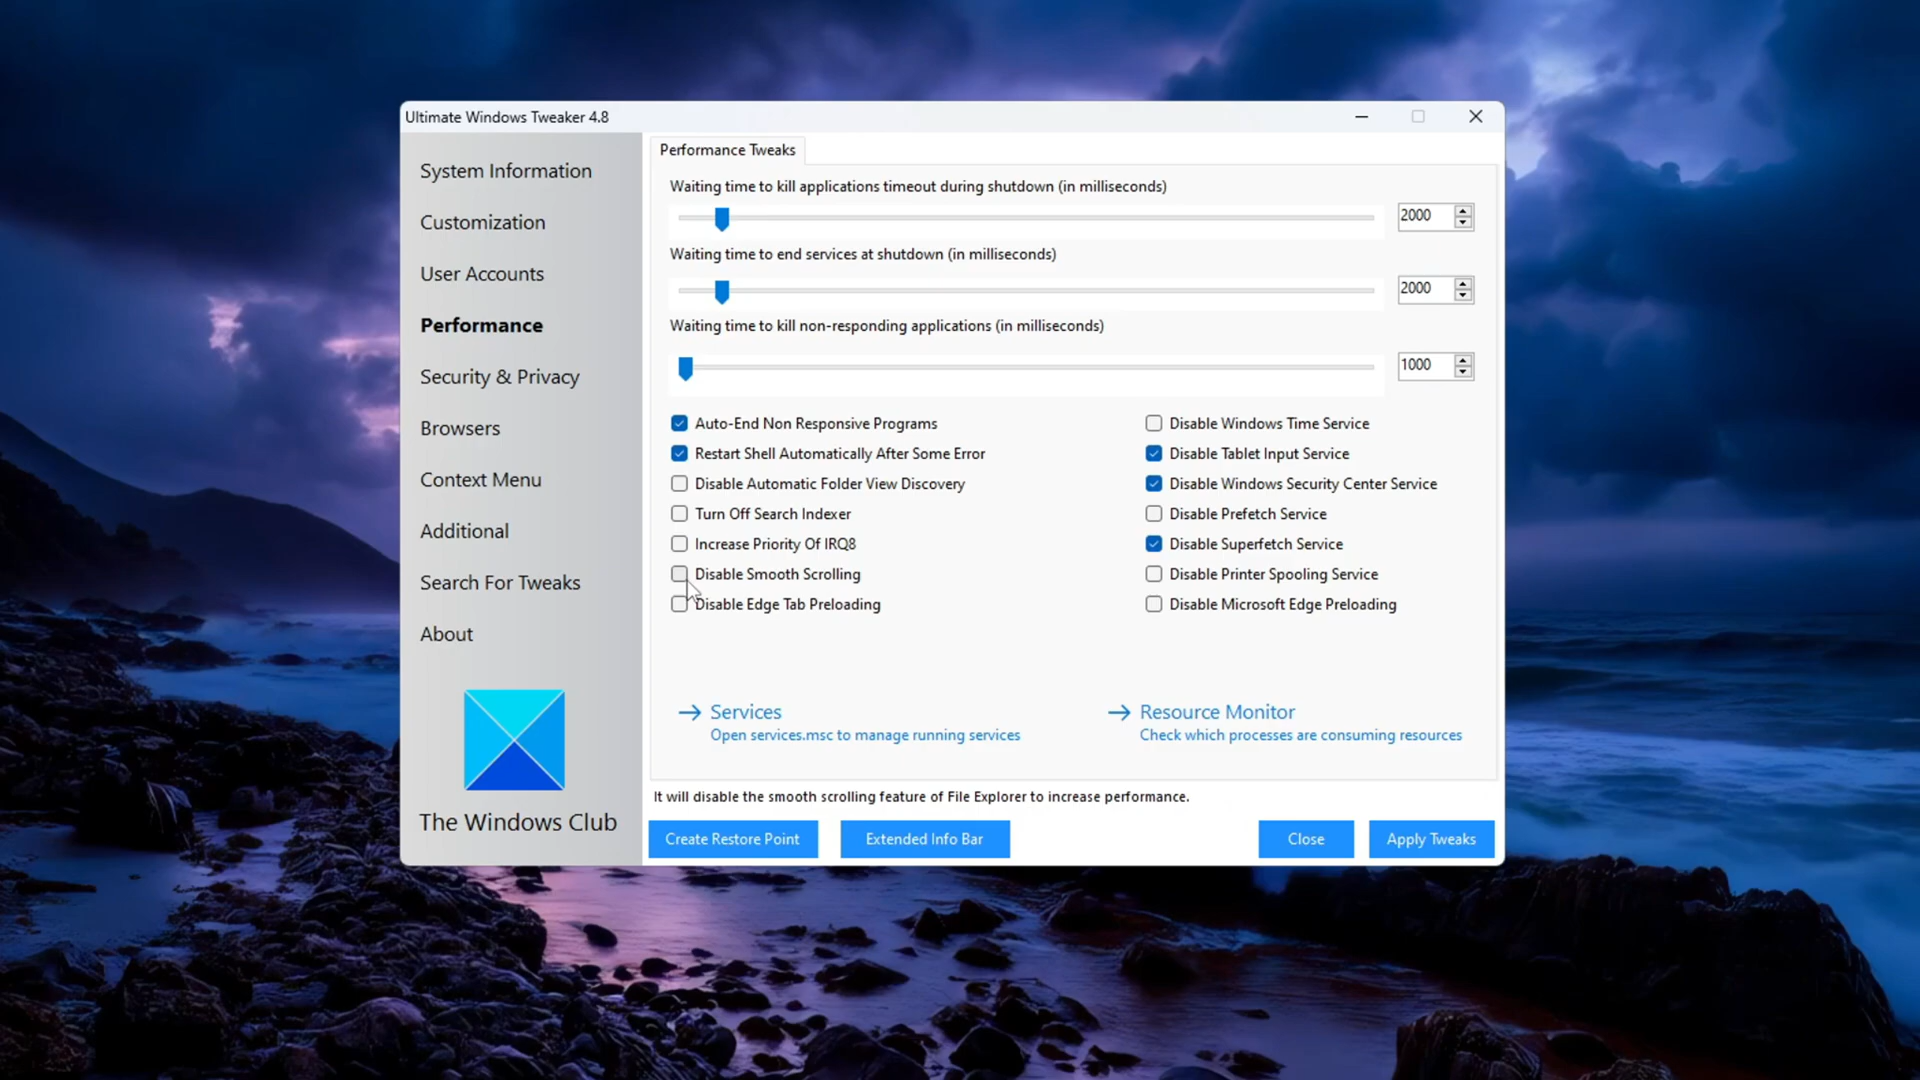 Ultimate Windows Tweaker 4.8
System Information
Customization
User Accounts
Performance
Security & Privacy
Browsers
Context Menu
Additional
Search For Tweaks
About
The Windows Club
Performance Tweaks
Waiting time to kill applications timeout during shutdown (in milliseconds)
2000
Waiting time to end services at shutdown (in milliseconds)
2000
Waiting time to kill non-responding applications (in milliseconds)
1000
Auto-End Non Responsive Programs
Restart Shell Automatically After Some Error
Disable Automatic Folder View Discovery
Turn Off Search Indexer
Increase Priority Of IRQ8
Disable Smooth Scrolling
Disable Edge Tab Preloading
Disable Windows Time Service
Disable Tablet Input Service
Disable Windows Security Center Service
Disable Prefetch Service
Disable Superfetch Service
Disable Printer Spooling Service
Disable Microsoft Edge Preloading
Services
Open services.msc to manage running services
Resource Monitor
Check which processes are consuming resources
It will disable the smooth scrolling feature of File Explorer to increase performance.
Create Restore Point
Extended Info Bar
Close
Apply Tweaks